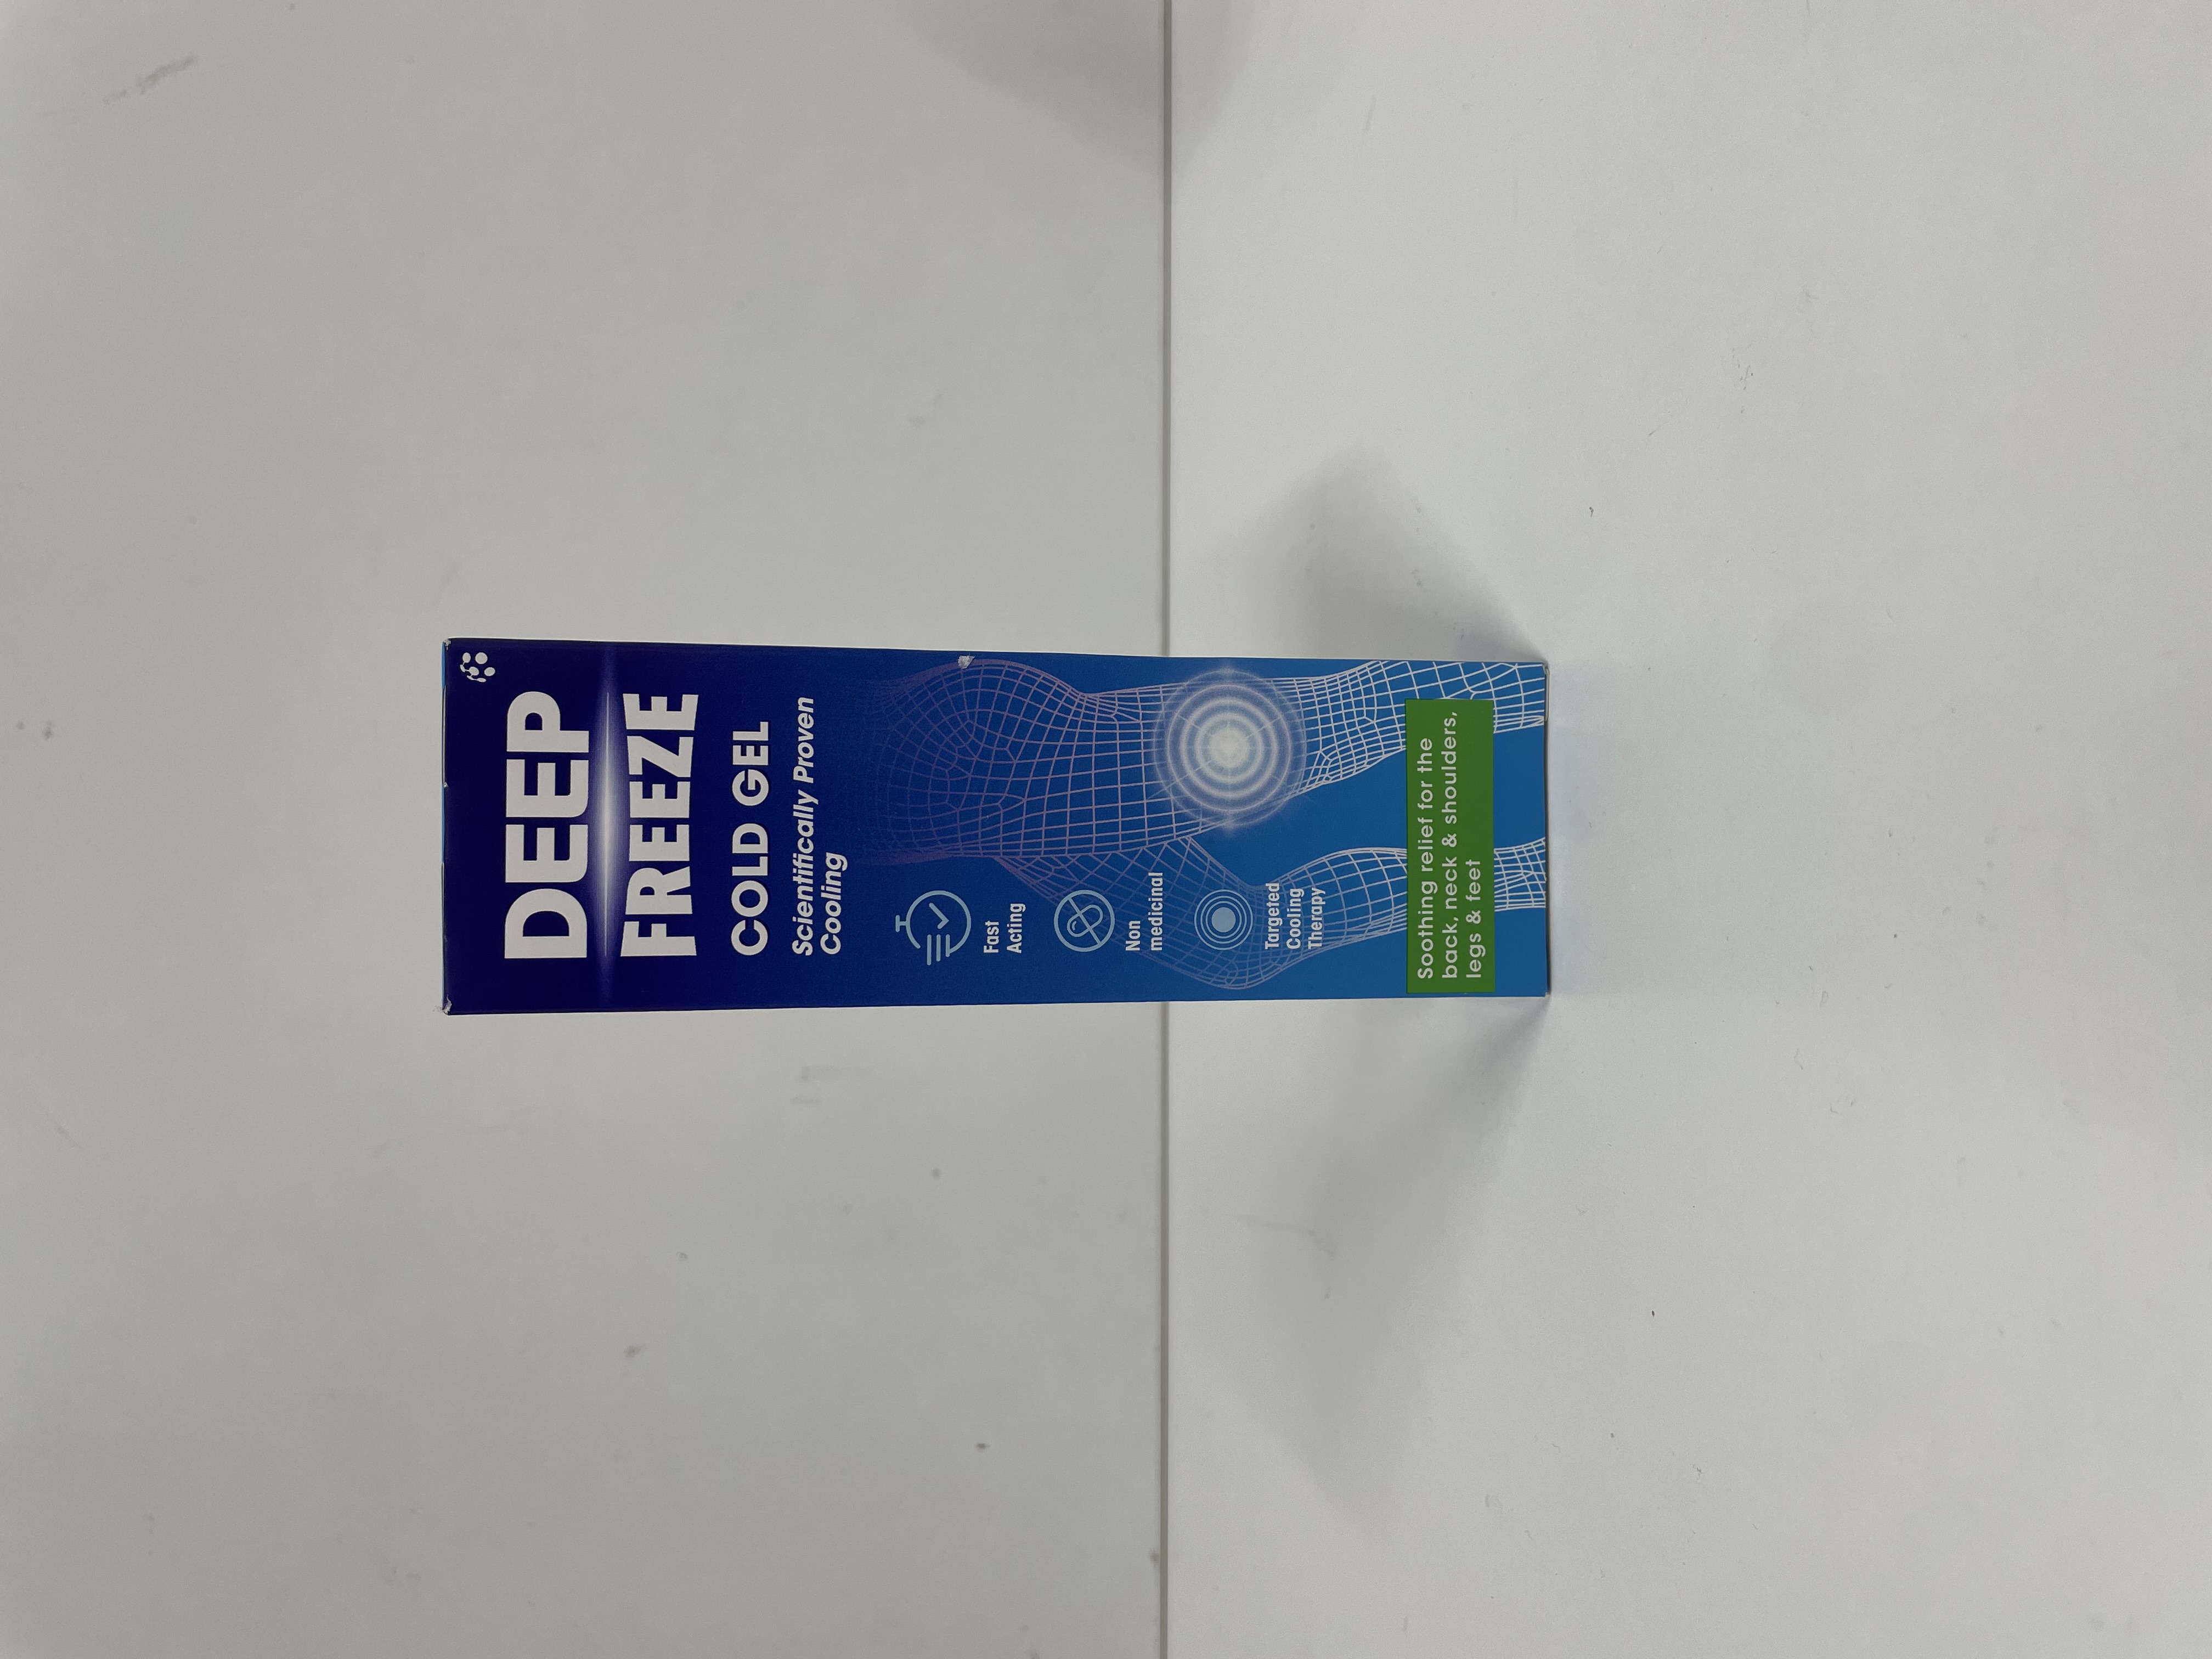 DEEP
FREEZE
COLD GEL
Scientifically Proven
Cooling
Fast
Acting
Non
medicinal
Targeted
Cooling
Therapy
Soothing relief for the
back, neck & shoulders,
legs & feet